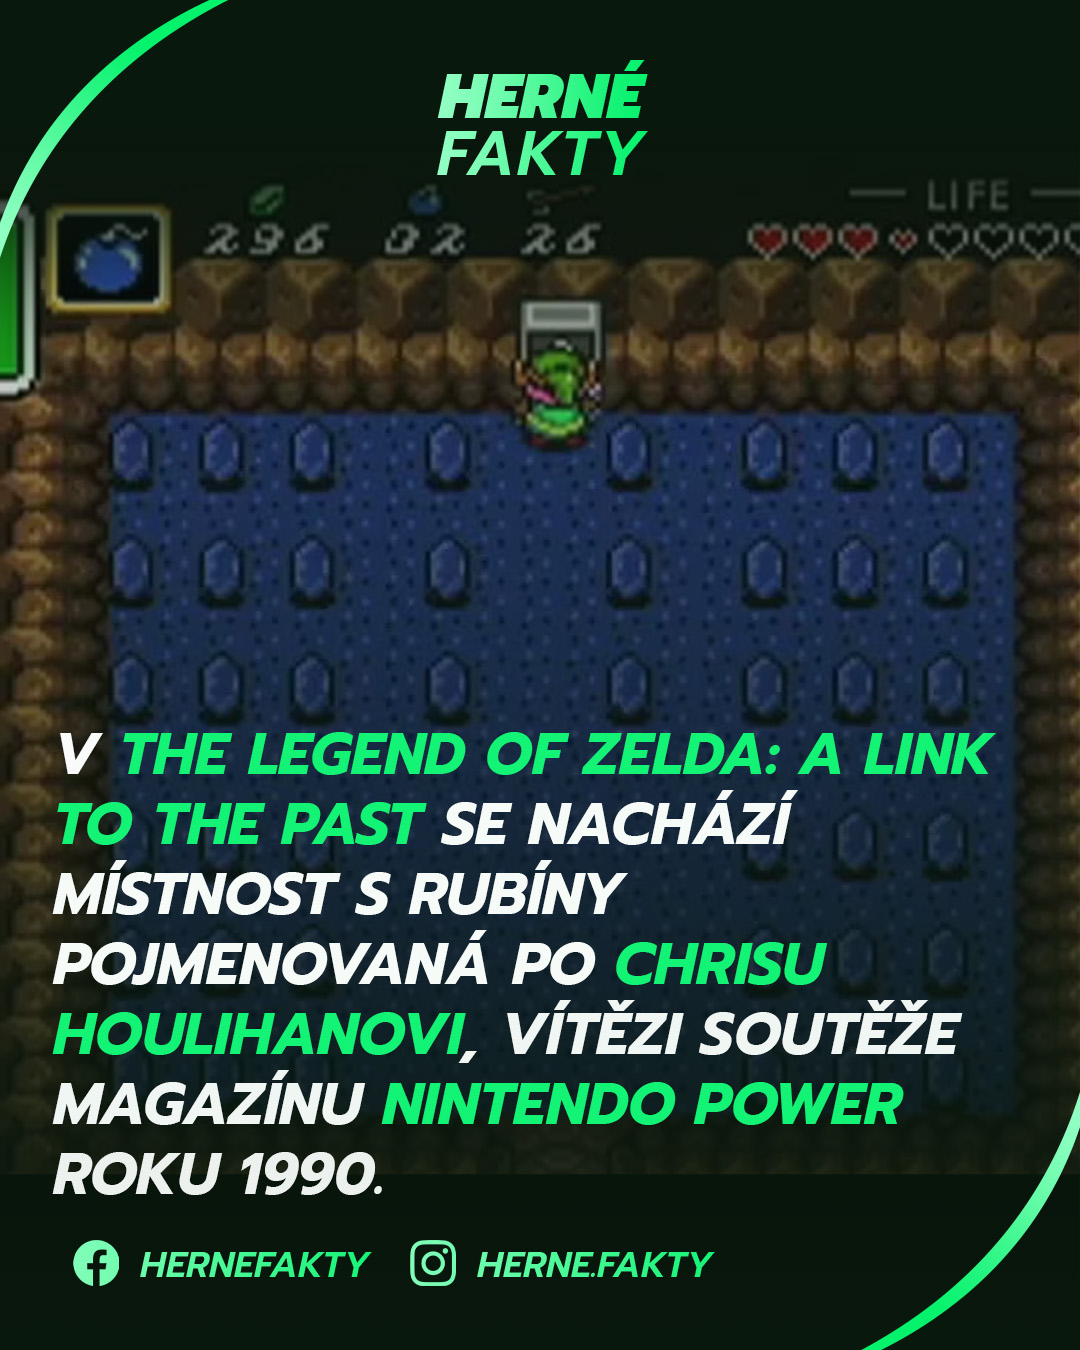 HERNÉ
FAKTY
LIFE
296 02 26
V THE LEGEND OF ZELDA: A LINK
TO THE PAST SE NACHÁZÍ
MÍSTNOST S RUBÍNY
POJMENOVANÁ PO CHRISU
HOULIHANOVI, VÍTĚZI SOUTĚŽE
MAGAZÍNU NINTENDO POWER
ROKU 1990.
HERNEFAKTY HERNE.FAKTY